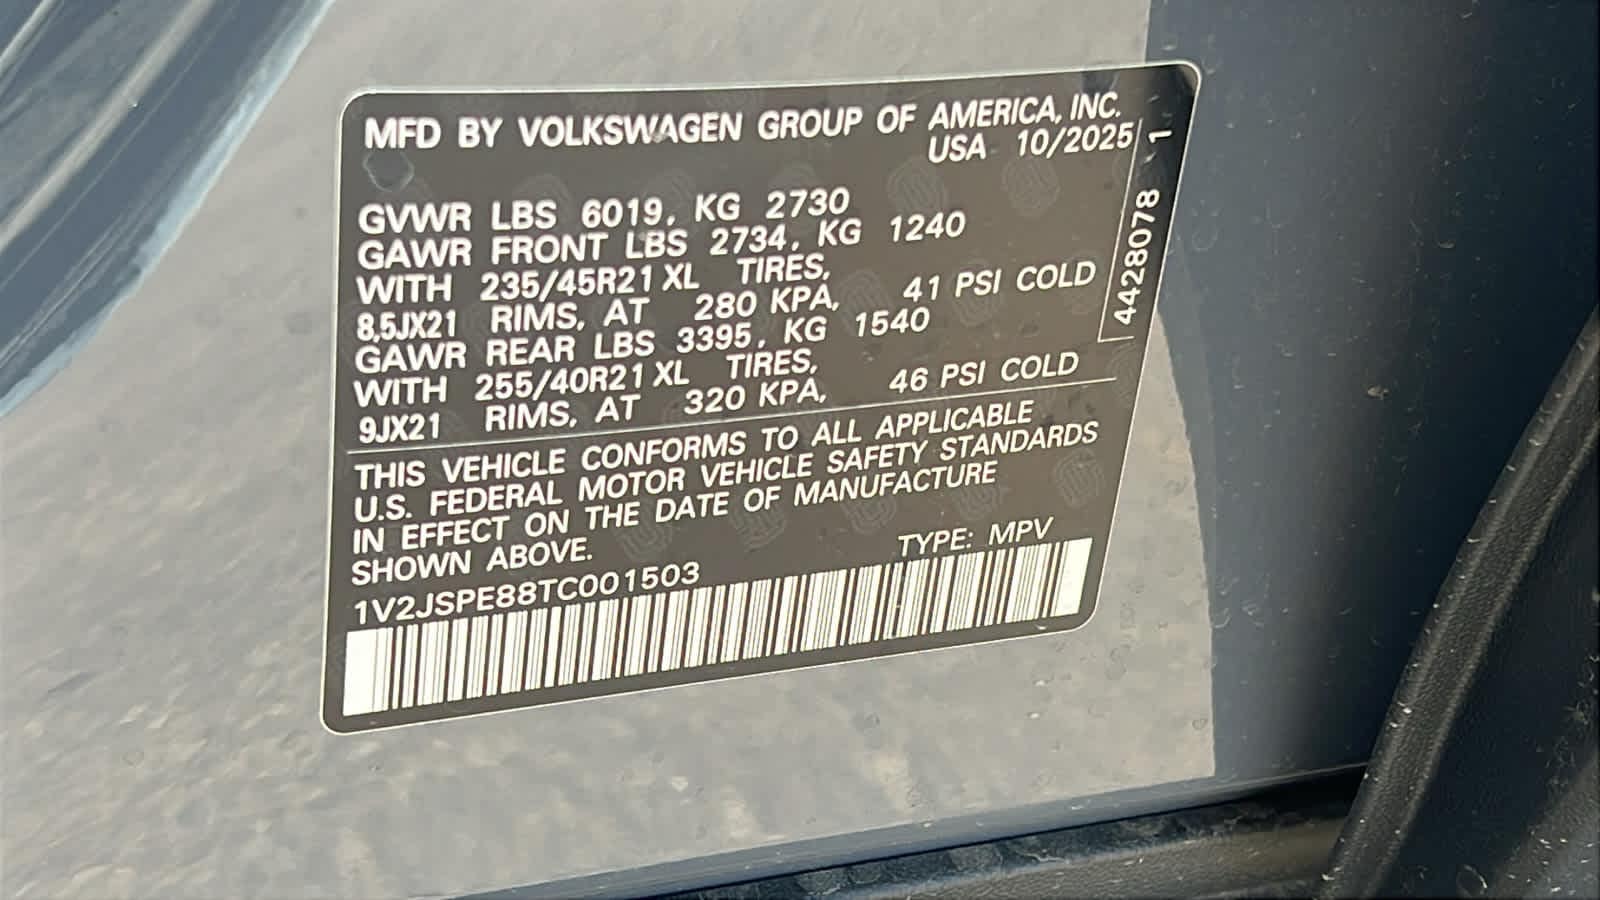 MFD BY VOLKSWAGEN GROUP OF AMERICA, INC.
USA 10/2025
GVWR LBS 6019, KG 2730
GAWR FRONT LBS 2734, KG 1240
WITH 235/45R21 XL TIRES,
8,5JX21 RIMS, AT 280 KPA, 41 PSI COLD
GAWR REAR LBS 3395, KG 1540
WITH 255/40R21 XL TIRES,
9JX21 RIMS, AT 320 KPA, 46 PSI COLD
THIS VEHICLE CONFORMS TO ALL APPLICABLE
U.S. FEDERAL MOTOR VEHICLE SAFETY STANDARDS
IN EFFECT ON THE DATE OF MANUFACTURE
SHOWN ABOVE.
TYPE: MPV
1V2JSPE88TC001503
4428078 1